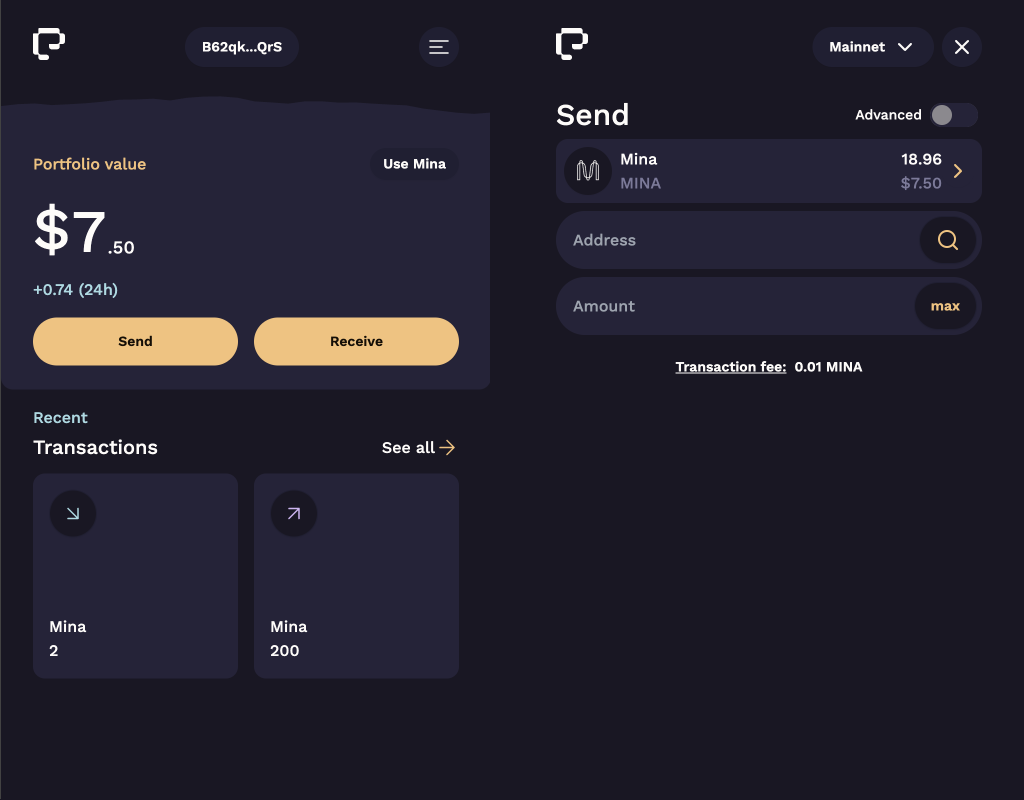 B62qk...QrS
Portfolio value
Use Mina
$7.50
+0.74 (24h)
Send
Receive
Recent
Transactions
See all
Mina
2
Mina
200
Mainnet
Send
Advanced
Mina
18.96
MINA
$7.50
Address
Amount
max
Transaction fee: 0.01 MINA